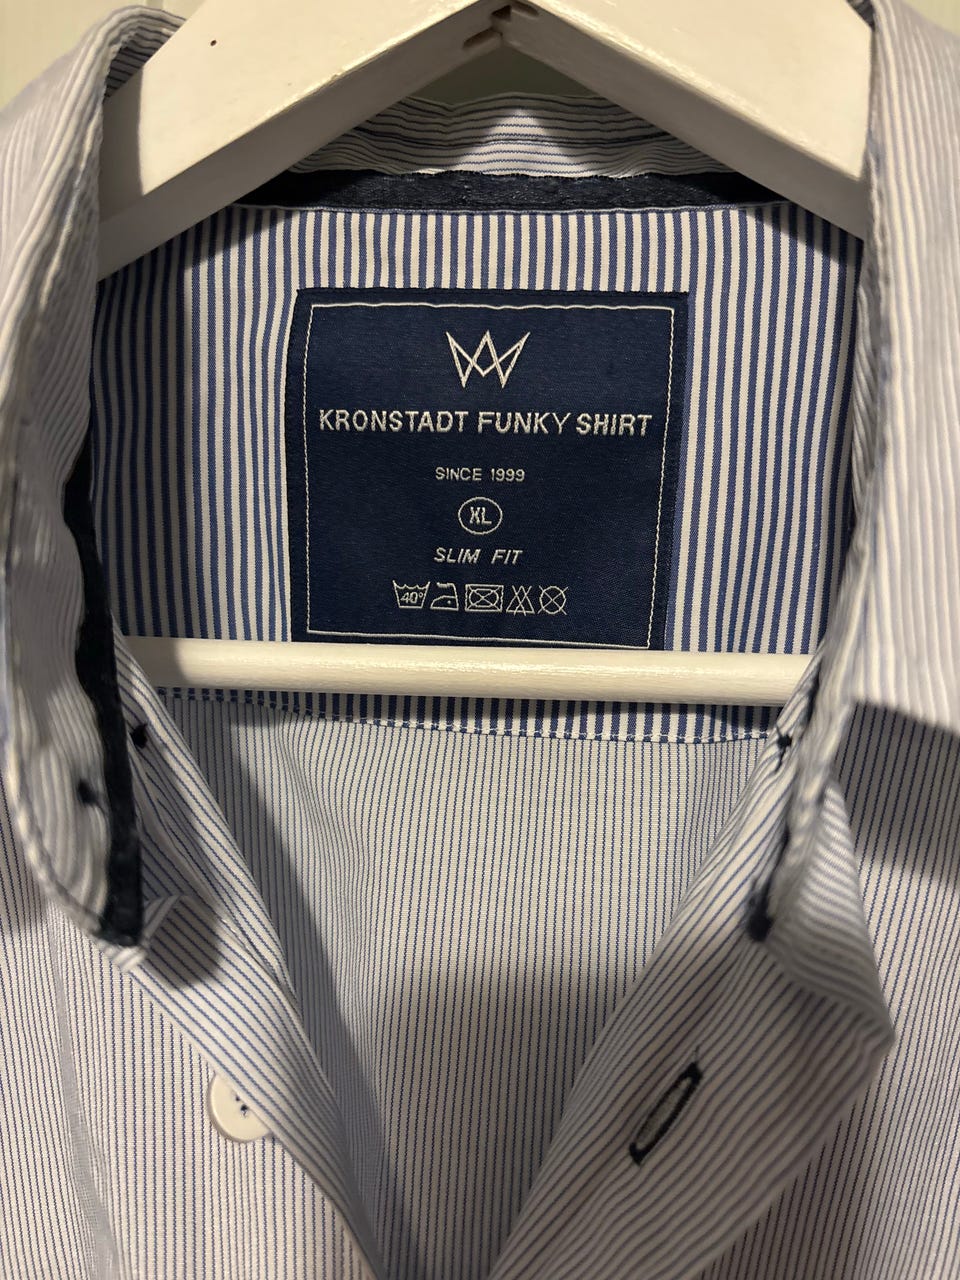 KRONSTADT FUNKY SHIRT
SINCE 1999
XL
SLIM FIT
40°